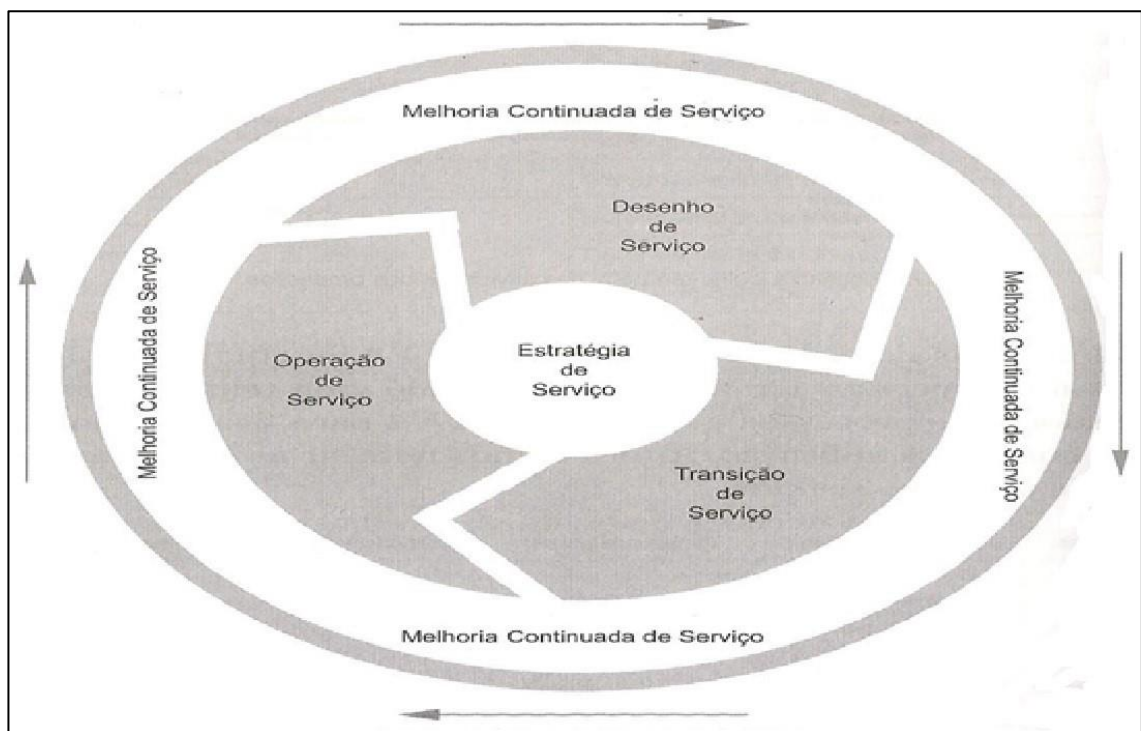 Melhoria Continuada de Serviço
Desenho
de
Serviço
Melhoria Continuada de Serviço
Melhoria Continuada de Serviço
Operação
de
Serviço
Estratégia
de
Serviço
Transição
de
Serviço
Melhoria Continuada de Serviço